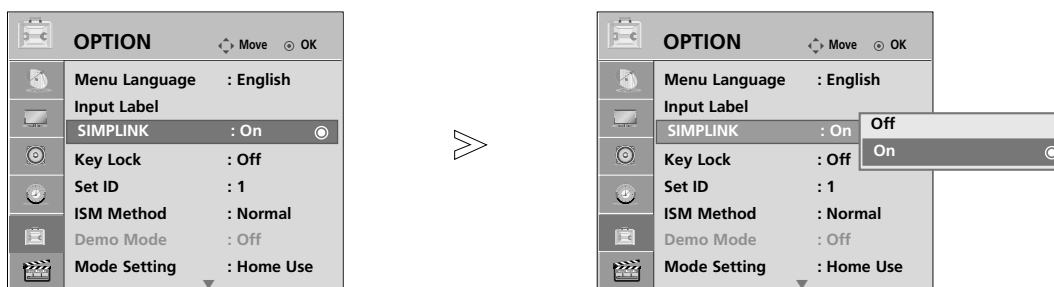 OPTION
Move OK
Menu Language : English
Input Label
SIMPLINK : On
Key Lock : Off
Set ID : 1
ISM Method : Normal
Demo Mode : Off
Mode Setting : Home Use
OPTION
Move OK
Menu Language : English
Input Label
SIMPLINK : On
Off
On
Key Lock : Off
Set ID : 1
ISM Method : Normal
Demo Mode : Off
Mode Setting : Home Use